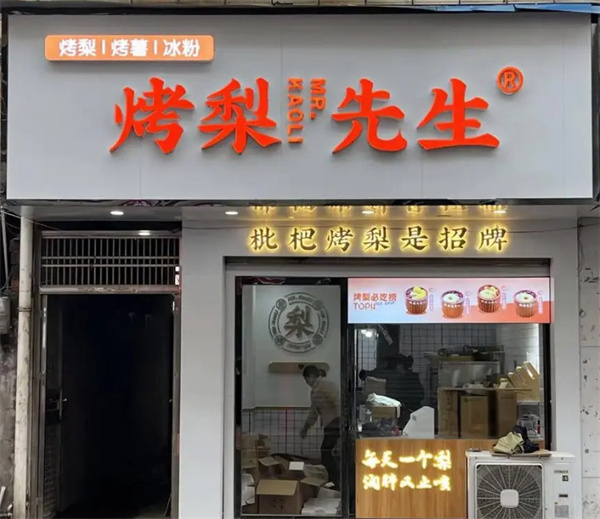 烤梨|烤薯|冰粉
烤梨
MR.
KAOLI
先生®
枇杷烤梨是招牌
烤梨必吃榜
TOP4
梨
每天一个梨
润肺又止咳